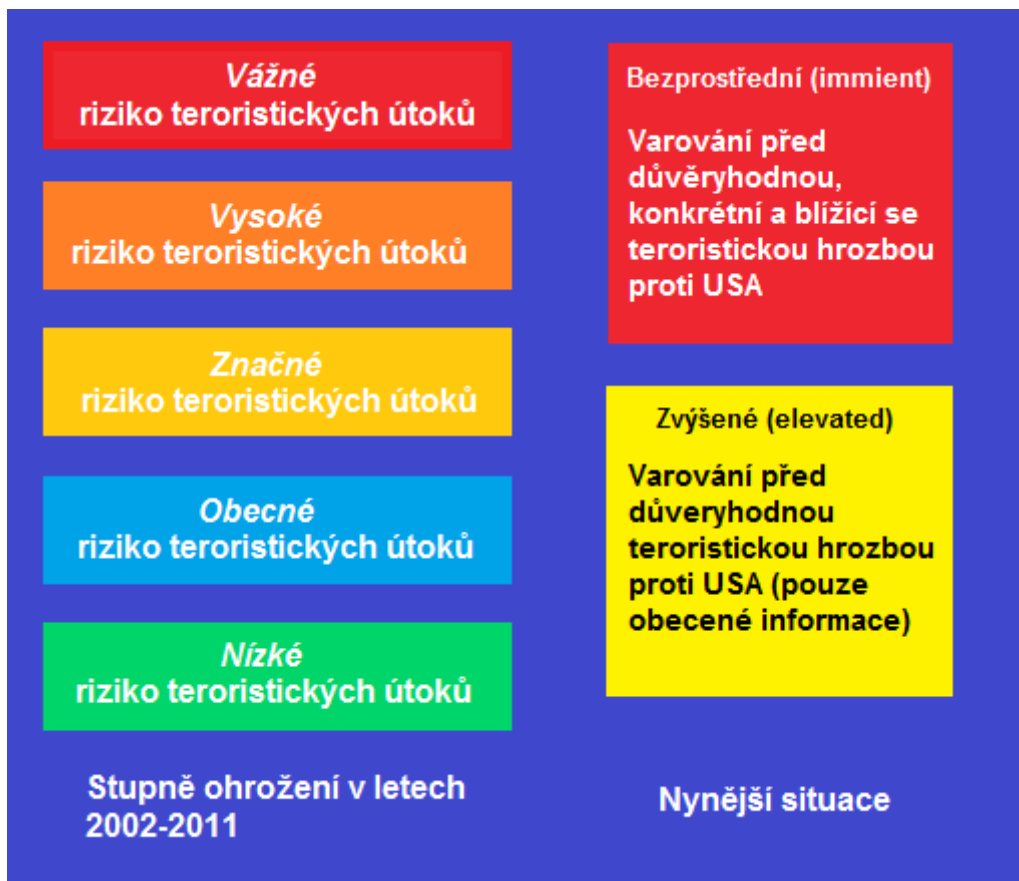 Vážné
riziko teroristických útoků
Vysoké
riziko teroristických útoků
Značné
riziko teroristických útoků
Obecné
riziko teroristických útoků
Nízké
riziko teroristických útoků
Stupně ohrožení v letech
2002-2011
Bezprostřední (immient)
Varování před
důvěryhodnou,
konkrétní a blížící se
teroristickou hrozbou
proti USA
Zvýšené (elevated)
Varování před
důveryhodnou
teroristickou hrozbou
proti USA (pouze
obecené informace)
Nynější situace